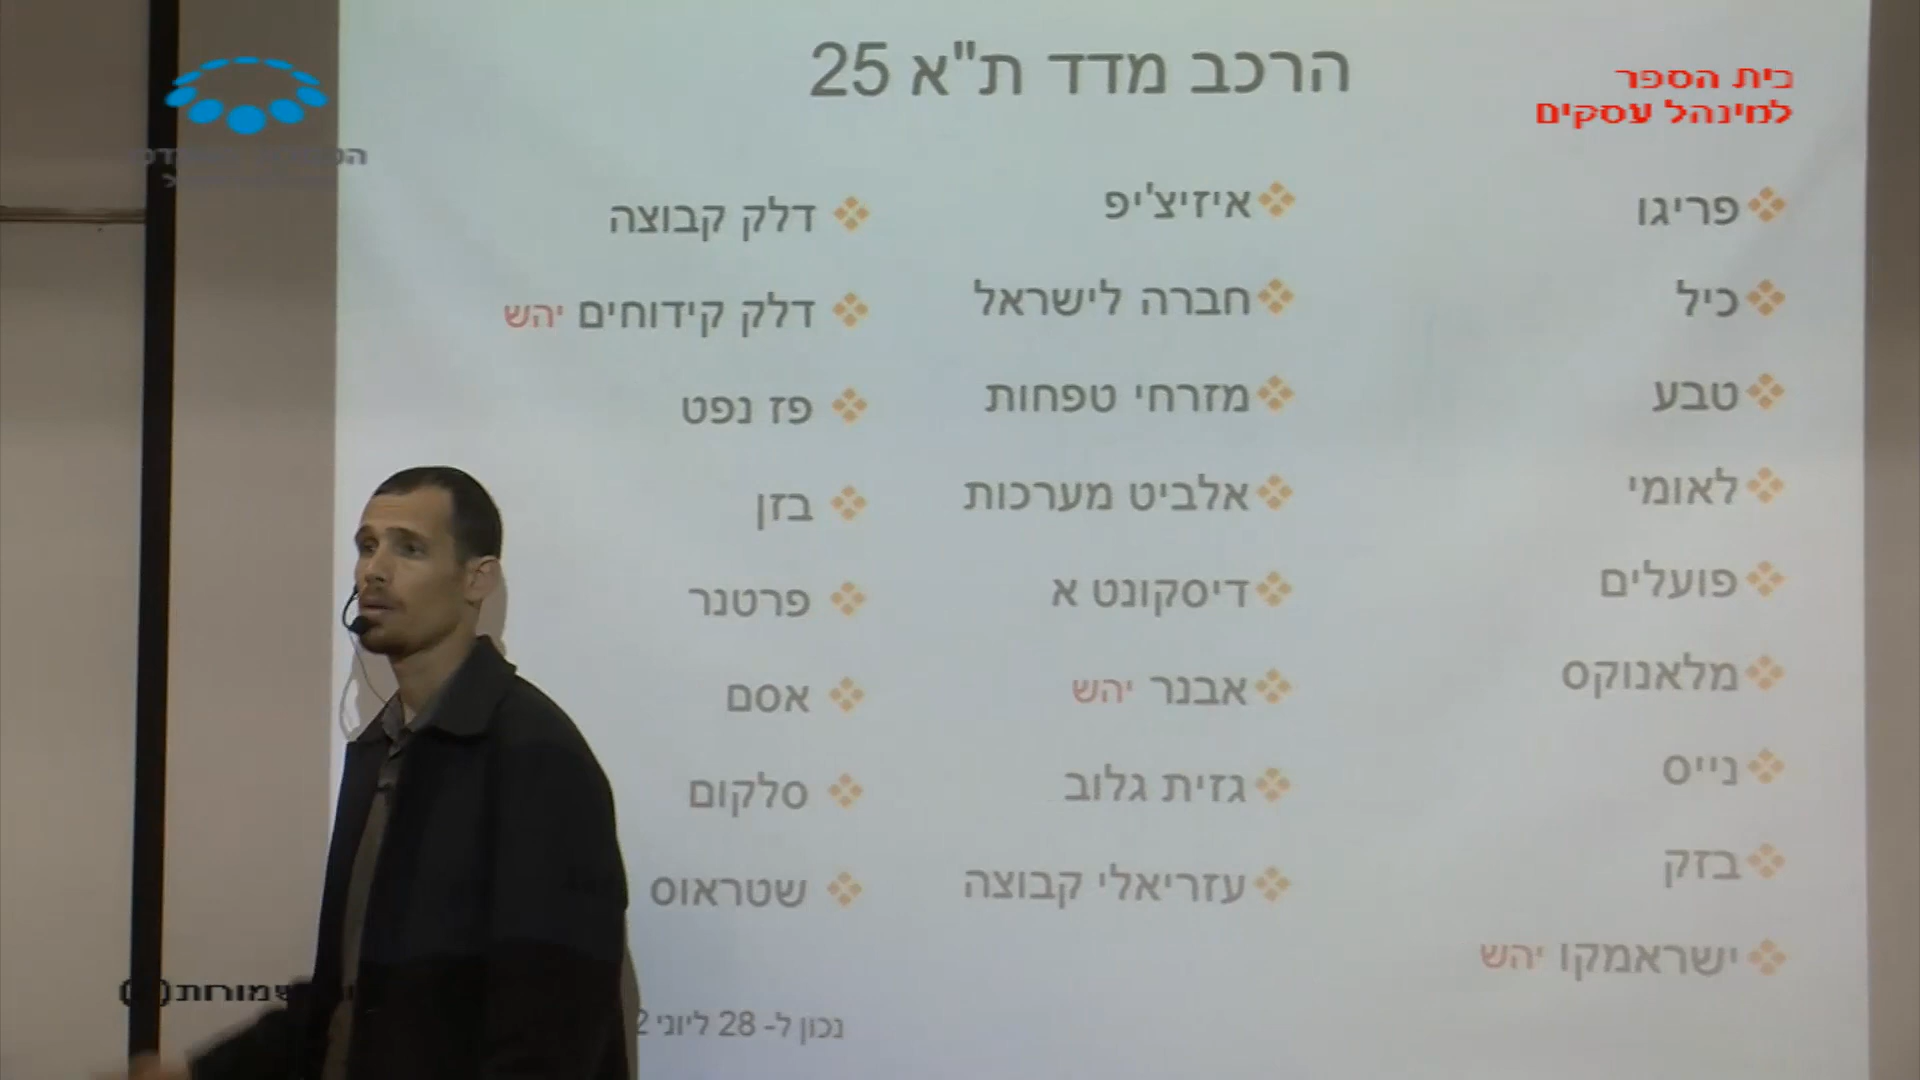 הרכב מדד ת"א 25
בית הספר
למינהל עסקים
פריגו
כיל
טבע
לאומי
פועלים
מלאנוקס
נייס
בזק
ישראמקו יהש
איזיצ'יפ
חברה לישראל
מזרחי טפחות
אלביט מערכות
דיסקונט א
אבנר יהש
גזית גלוב
עזריאלי קבוצה
דלק קבוצה
דלק קידוחים יהש
פז נפט
בזן
פרטנר
אסם
סלקום
שטראוס
נכון ל- 28 ליוני